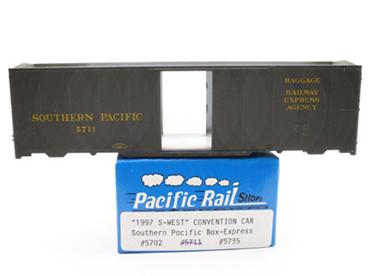 SOUTHERN PACIFIC
5711
BAGGAGE
RAILWAY
EXPRESS
AGENCY
Pacific Rail Shops
"1997 S-WEST" CONVENTION CAR
Southern Pacific Box-Express
#5702 #5711 #5735